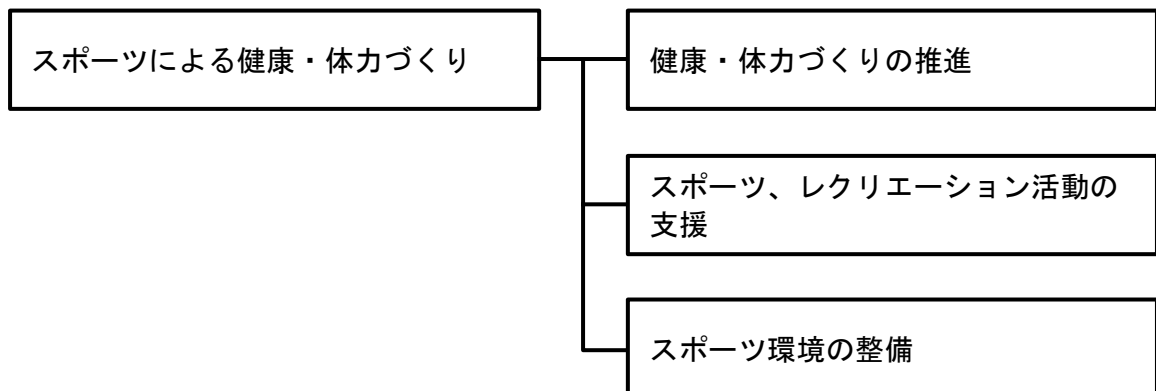 スポーツによる健康・体力づくり
健康・体力づくりの推進
スポーツ、レクリエーション活動の
支援
スポーツ環境の整備